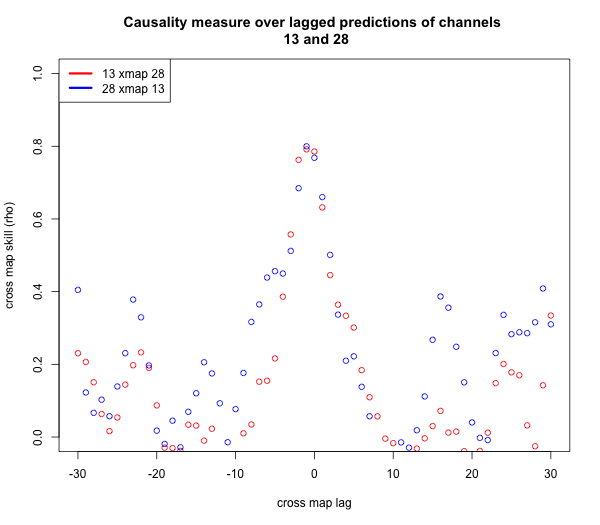 Causality measure over lagged predictions of channels
13 and 28
13 xmap 28
28 xmap 13
cross map skill (rho)
1.0
0.8
0.6
0.4
0.2
0.0
-30 -20 -10 0 10 20 30
cross map lag